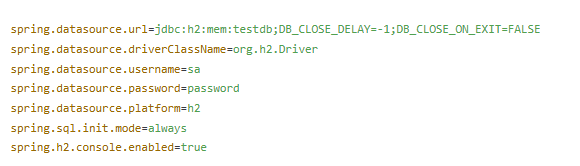 spring.datasource.url=jdbc:h2:mem:testdb;DB_CLOSE_DELAY=-1;DB_CLOSE_ON_EXIT=FALSE
spring.datasource.driverClassName=org.h2.Driver
spring.datasource.username=sa
spring.datasource.password=password
spring.datasource.platform=h2
spring.sql.init.mode=always
spring.h2.console.enabled=true